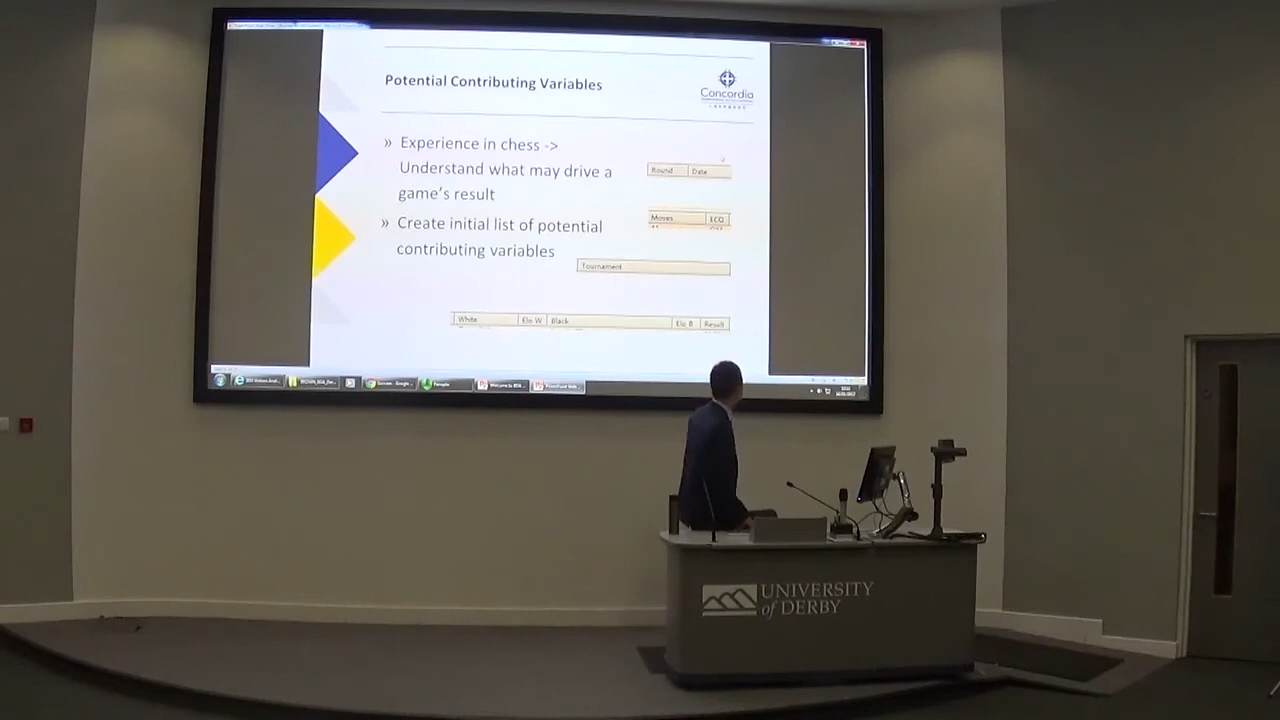 Potential Contributing Variables
Concordia
» Experience in chess ->
Understand what may drive a
game's result
» Create initial list of potential
contributing variables
Round Date
Moves ECO
Tournament
White Elo W Black Elo B Result
UNIVERSITY
of DERBY